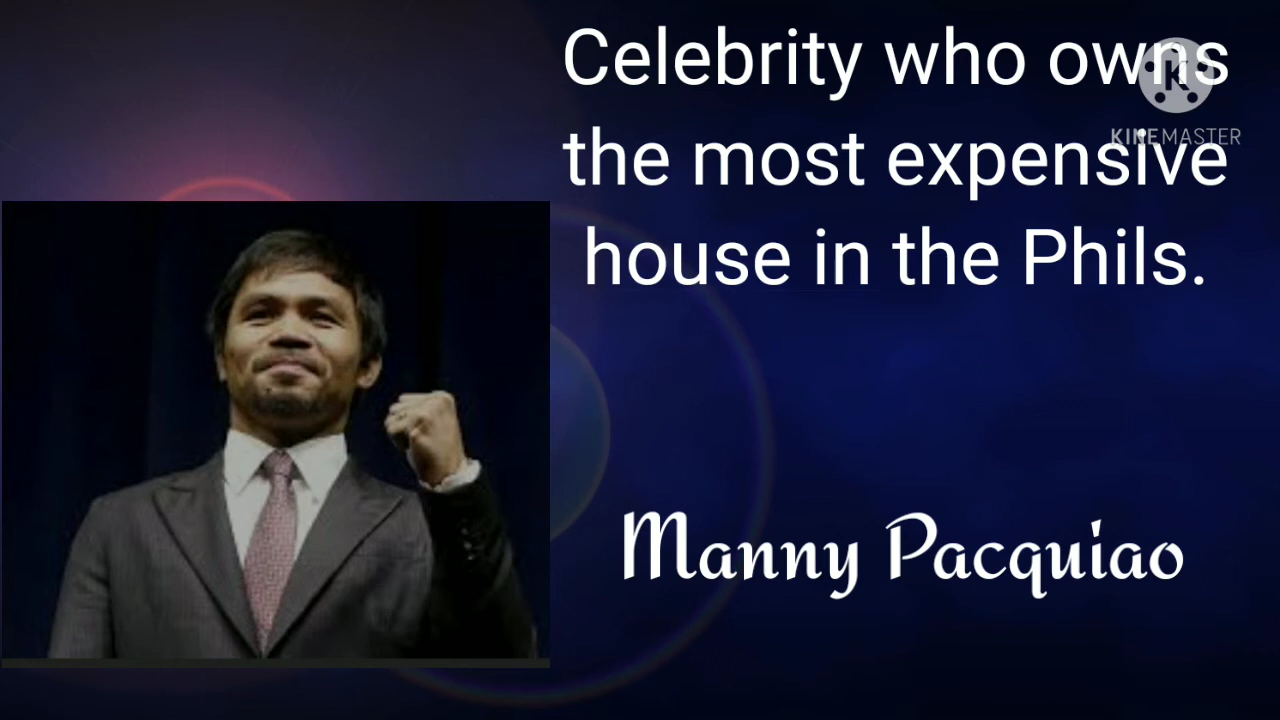 Celebrity who owns
the most expensive
house in the Phils.
K
KINEMASTER
Manny Pacquiao